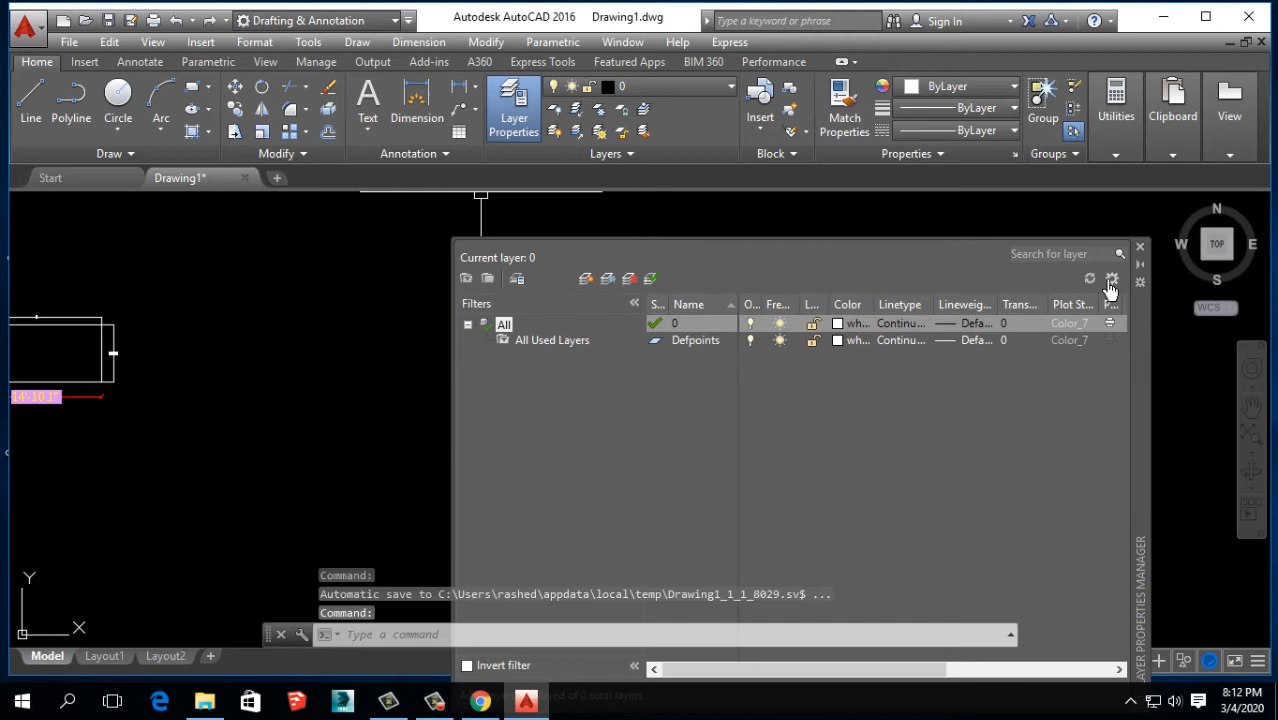 Drafting & Annotation
Autodesk AutoCAD 2016 Drawing1.dwg
Type a keyword or phrase
Sign In
File Edit View Insert Format Tools Draw Dimension Modify Parametric Window Help Express
Home Insert Annotate Parametric View Manage Output Add-ins A360 Express Tools Featured Apps BIM 360 Performance
0
ByLayer
ByLayer
ByLayer
Line Polyline Circle Arc Text Dimension Layer Properties Insert Match Properties Group Utilities Clipboard View
Draw Modify Annotation Layers Block Properties Groups
Start Drawing1*
N
W TOP E
S
WCS
Current layer: 0
Search for layer
Filters
S... Name O... Fre... L... Color Linetype Lineweig... Trans... Plot St... P...
All
0 wh... Continu... Defa... 0 Color_7
All Used Layers
Defpoints wh... Continu... Defa... 0 Color_7
14'-10.1"
Command:
Automatic save to C:\Users\rashed\appdata\local\temp\Drawing1_1_1_8029.sv$ ...
Command:
Type a command
Y
X
LAYER PROPERTIES MANAGER
Invert filter
Model Layout1 Layout2
8:12 PM
3/4/2020